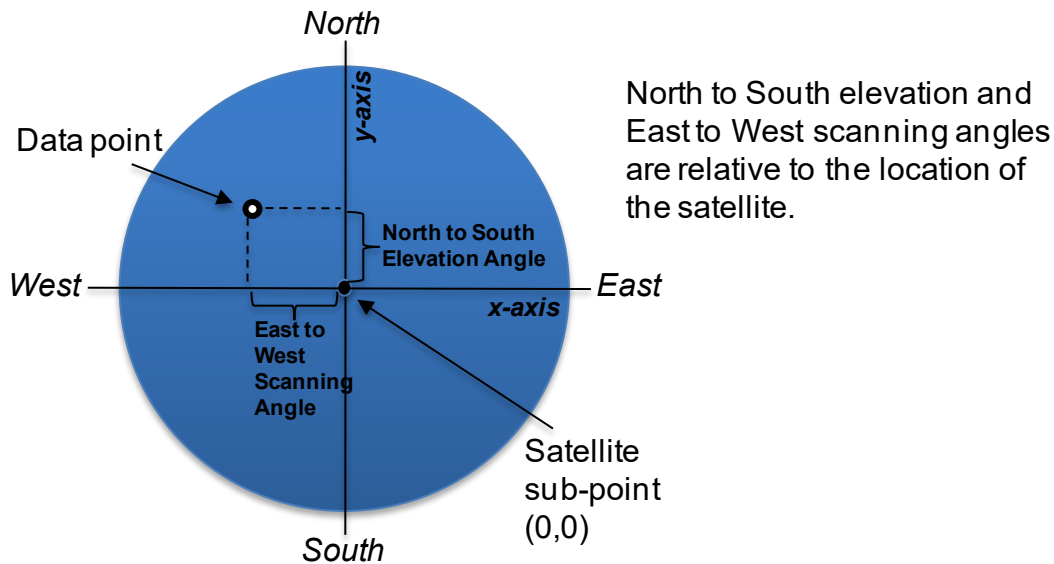 North
y-axis
North to South elevation and
East to West scanning angles
are relative to the location of
the satellite.
Data point
North to South
Elevation Angle
West
East
x-axis
East to
West
Scanning
Angle
Satellite
sub-point
(0,0)
South